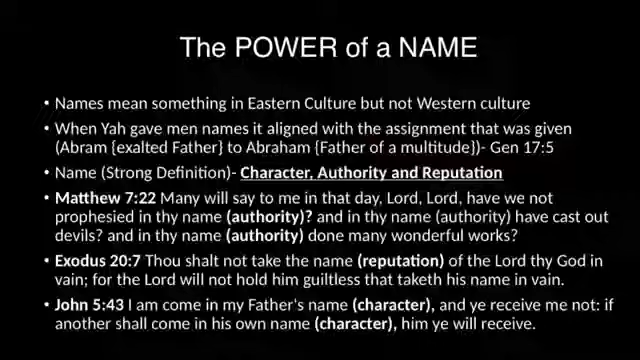 The POWER of a NAME
• Names mean something in Eastern Culture but not Western culture
• When Yah gave men names it aligned with the assignment that was given
(Abram {exalted Father} to Abraham {Father of a multitude})- Gen 17:5
• Name (Strong Definition)- Character, Authority and Reputation
• Matthew 7:22 Many will say to me in that day, Lord, Lord, have we not
prophesied in thy name (authority)? and in thy name (authority) have cast out
devils? and in thy name (authority) done many wonderful works?
• Exodus 20:7 Thou shalt not take the name (reputation) of the Lord thy God in
vain; for the Lord will not hold him guiltless that taketh his name in vain.
• John 5:43 I am come in my Father's name (character), and ye receive me not: if
another shall come in his own name (character), him ye will receive.